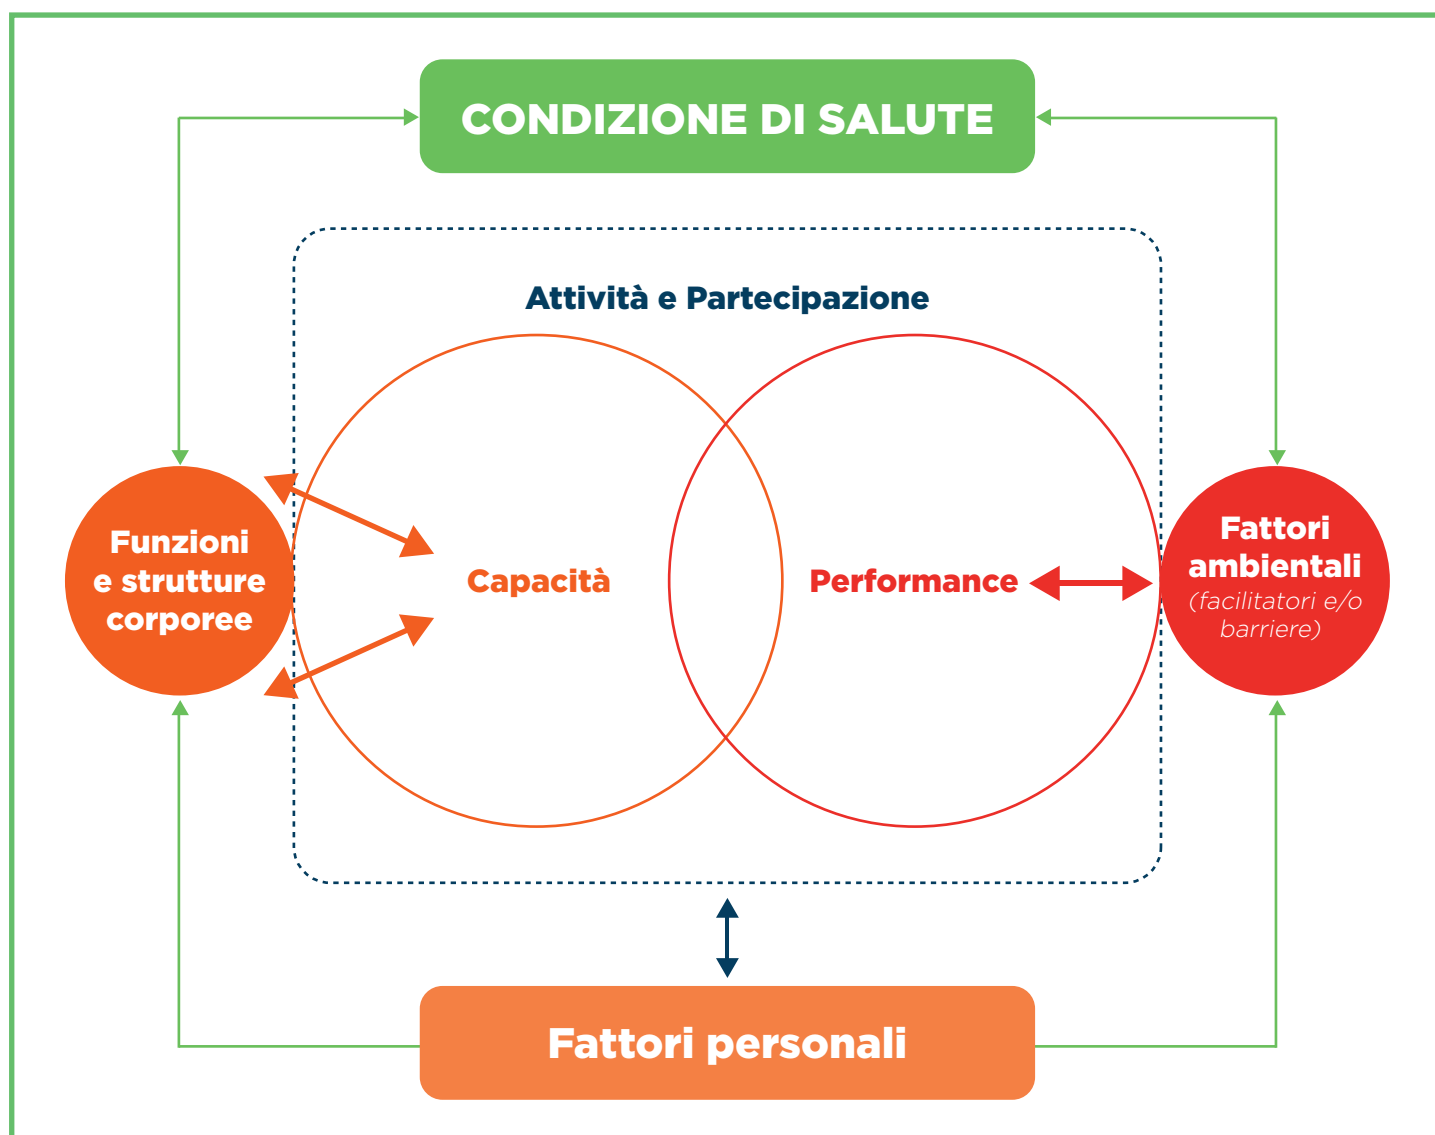 CONDIZIONE DI SALUTE
Attività e Partecipazione
Funzioni
e strutture
corporee
Capacità
Performance
Fattori
ambientali
(facilitatori e/o
barriere)
Fattori personali